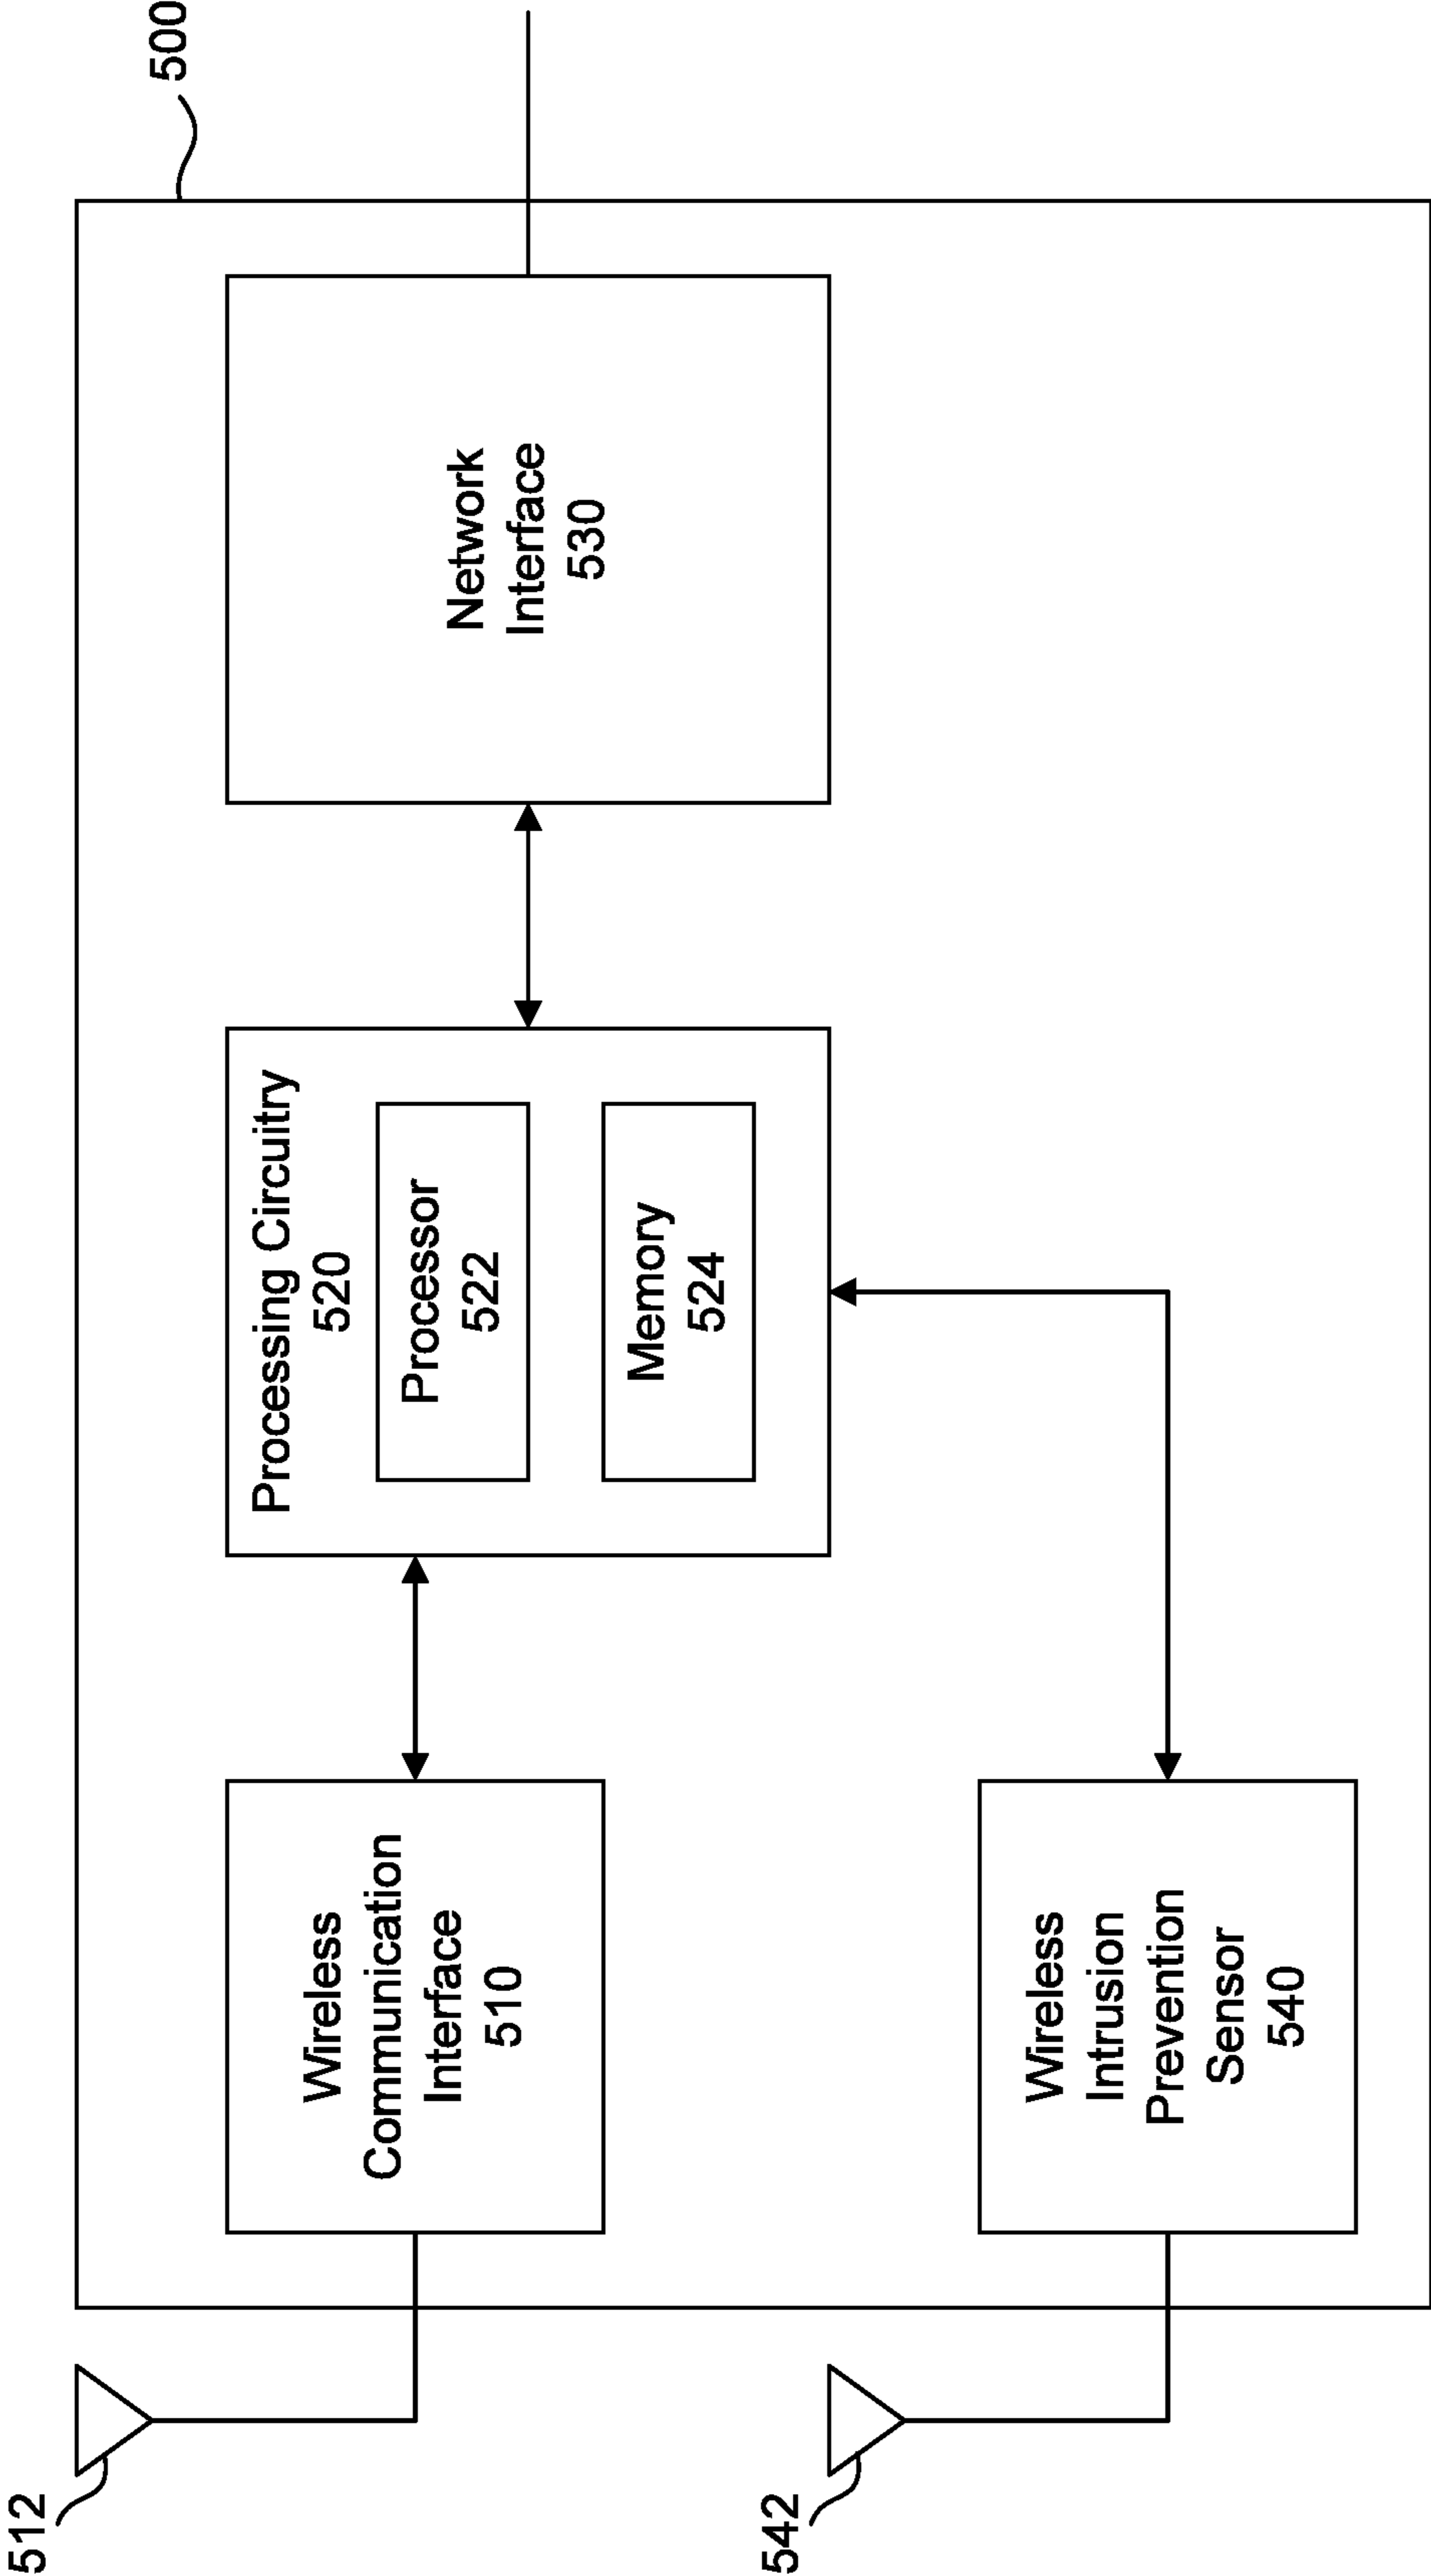 500
512
Wireless
Communication
Interface
510
Processing Circuitry
520
Processor
522
Memory
524
Network
Interface
530
542
Wireless
Intrusion
Prevention
Sensor
540